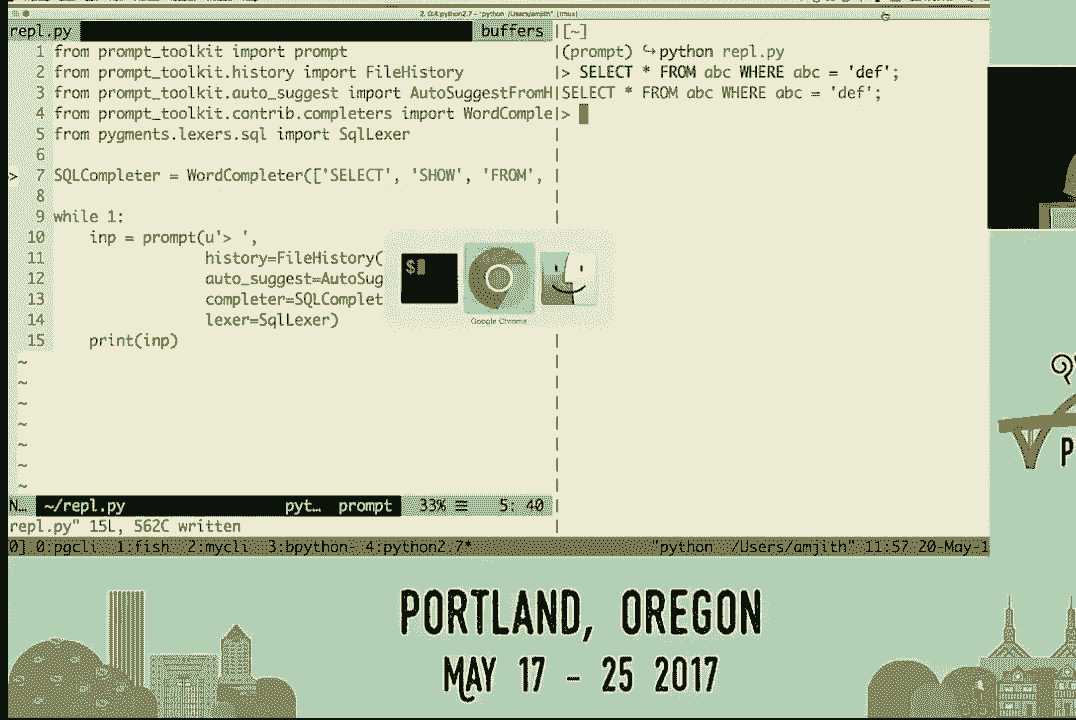 2. 0:4:python2.7 - "python /Users/amjith" (tmux)
repl.py buffers
1 from prompt_toolkit import prompt
2 from prompt_toolkit.history import FileHistory
3 from prompt_toolkit.auto_suggest import AutoSuggestFromH
4 from prompt_toolkit.contrib.completers import WordComple
5 from pygments.lexers.sql import SqlLexer
6
> 7 SQLCompleter = WordCompleter(['SELECT', 'SHOW', 'FROM',
8
9 while 1:
10 inp = prompt(u'> ',
11 history=FileHistory(
12 auto_suggest=AutoSug
13 completer=SQLComplet
14 lexer=SqlLexer)
15 print(inp)
~
~
~
~
~
~
~
N… ~/repl.py pyt… prompt 33% ☰ 5: 40
repl.py" 15L, 562C written
[~]
(prompt) ↪ python repl.py
> SELECT * FROM abc WHERE abc = 'def';
SELECT * FROM abc WHERE abc = 'def';
>
$
Google Chrome
0] 0:pgcli 1:fish 2:mycli 3:bpython- 4:python2.7* "python /Users/amjith" 11:57 20-May-1
P
PORTLAND, OREGON
MAY 17 - 25 2017